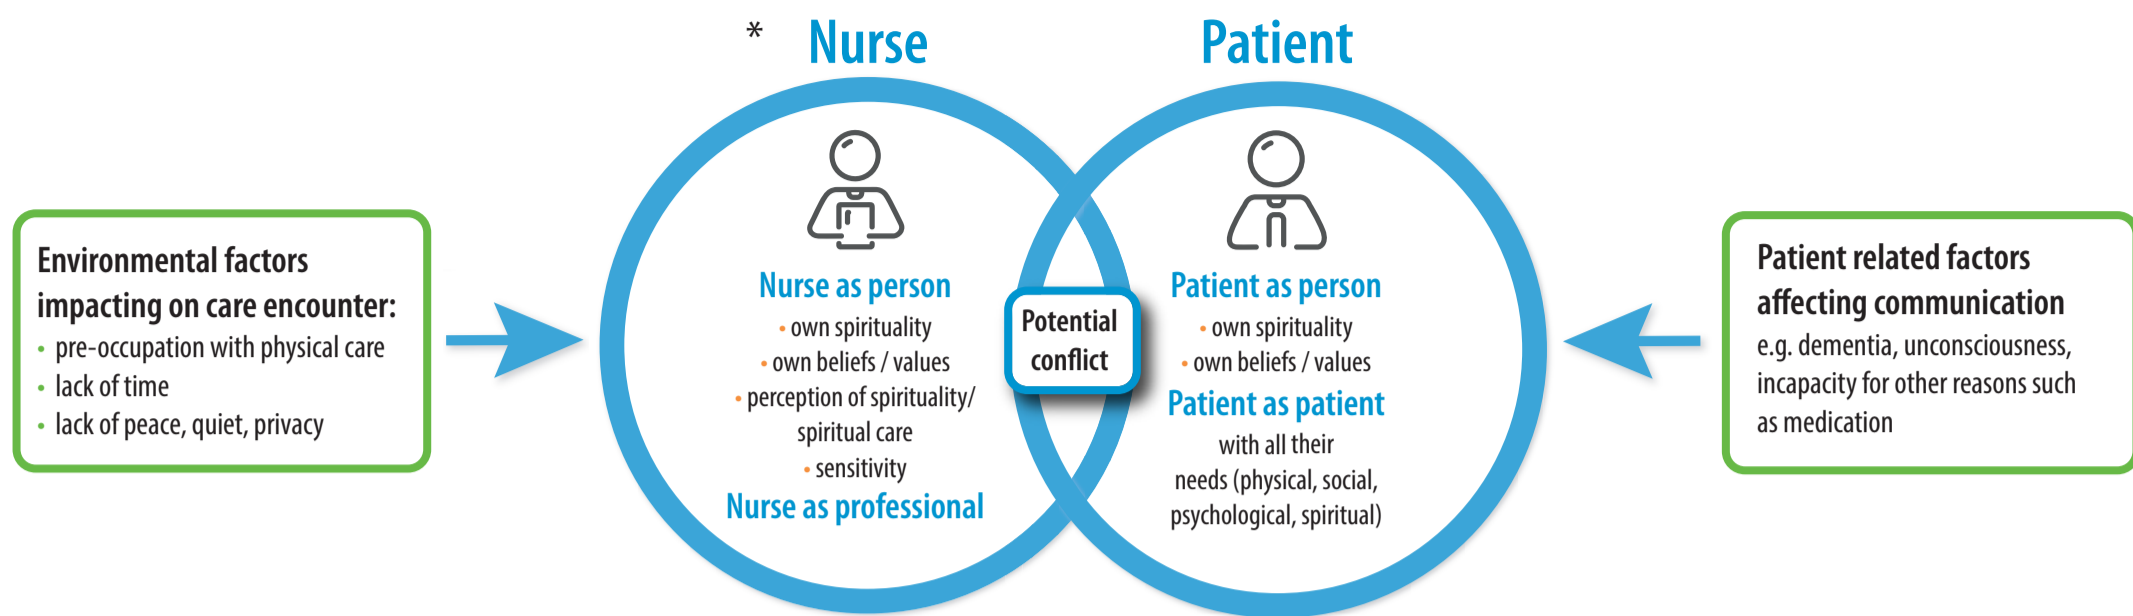 * Nurse
Patient
Environmental factors
impacting on care encounter:
• pre-occupation with physical care
• lack of time
• lack of peace, quiet, privacy
Nurse as person
• own spirituality
• own beliefs / values
• perception of spirituality/
spiritual care
• sensitivity
Nurse as professional
Potential
conflict
Patient as person
• own spirituality
• own beliefs / values
Patient as patient
with all their
needs (physical, social,
psychological, spiritual)
Patient related factors
affecting communication
e.g. dementia, unconsciousness,
incapacity for other reasons such
as medication